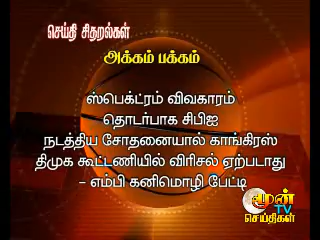 செய்தி சிதறல்கள்
அக்கம் பக்கம்
ஸ்பெக்ட்ரம் விவகாரம்
தொடர்பாக சிபிஐ
நடத்திய சோதனையால் காங்கிரஸ்
திமுக கூட்டணியில் விரிசல் ஏற்படாது
– எம்பி கனிமொழி பேட்டி
மூன்
TV
செய்திகள்